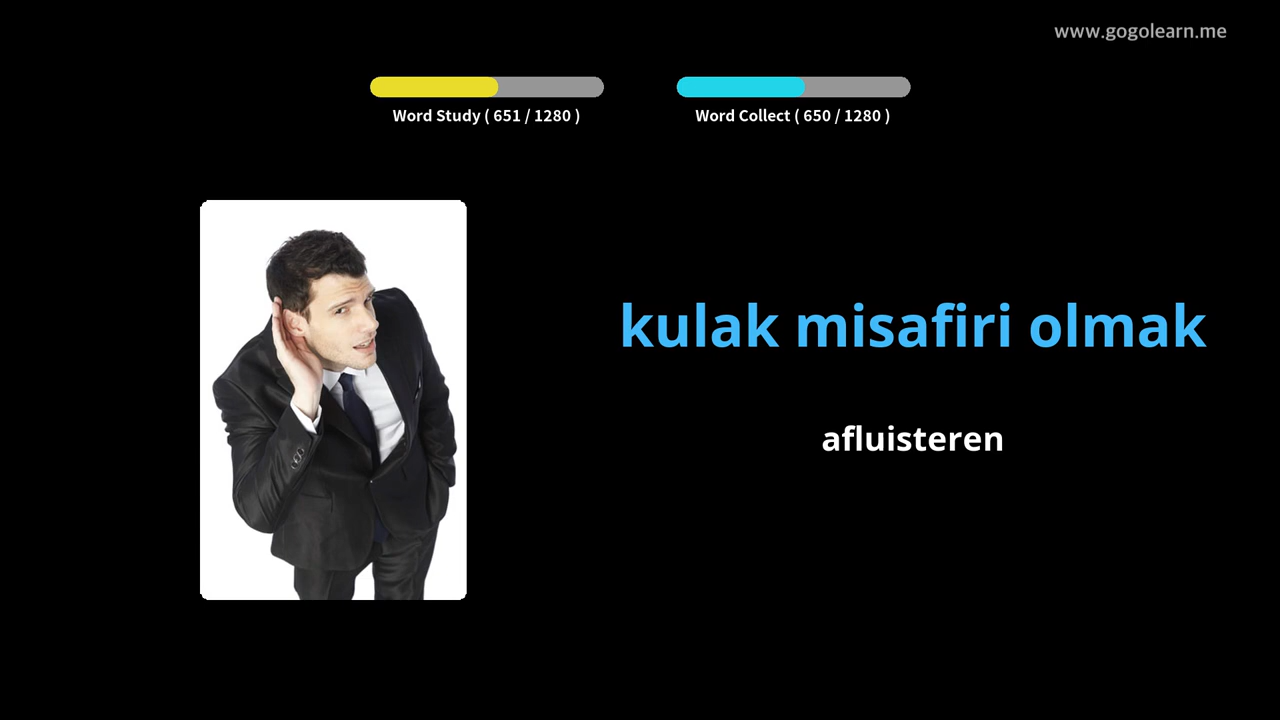 www.gogolearn.me
Word Study ( 651 / 1280 )
Word Collect ( 650 / 1280 )
kulak misafiri olmak
afluisteren